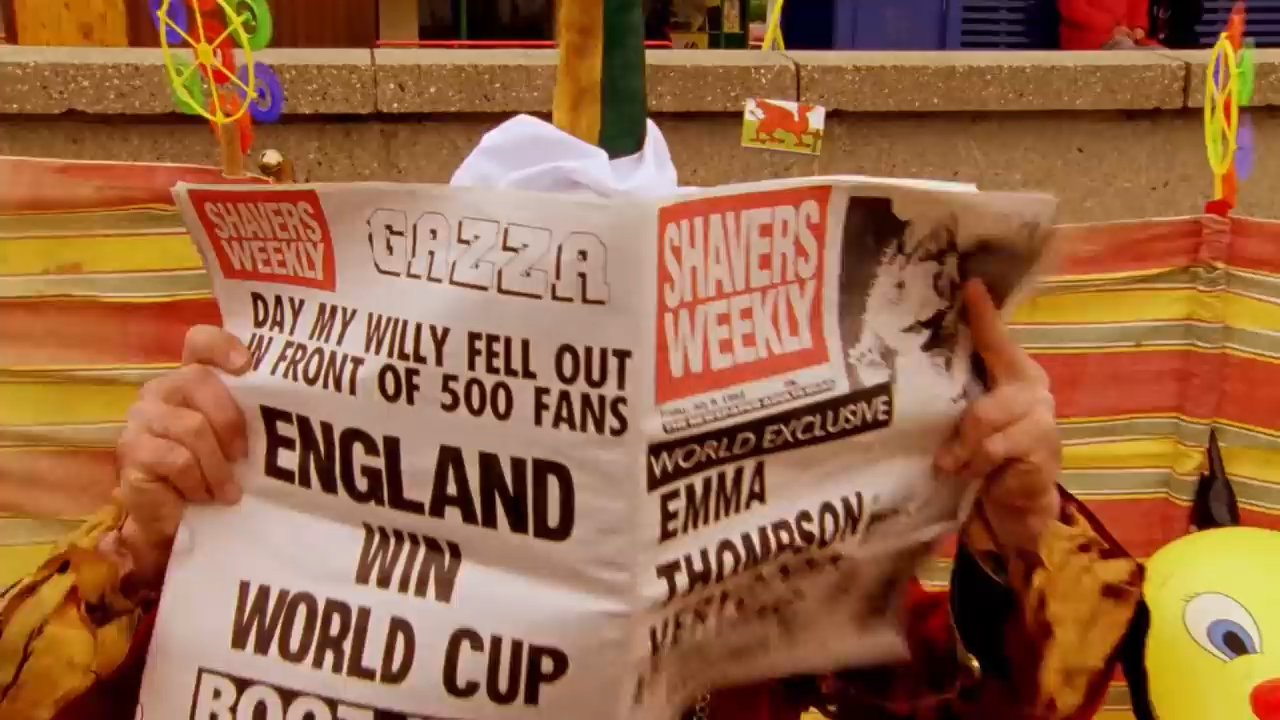 SHAVERS
WEEKLY
GAZZA
DAY MY WILLY FELL OUT
IN FRONT OF 500 FANS
ENGLAND
WIN
WORLD CUP
SHAVERS
WEEKLY
WORLD EXCLUSIVE
EMMA
THOMPSON